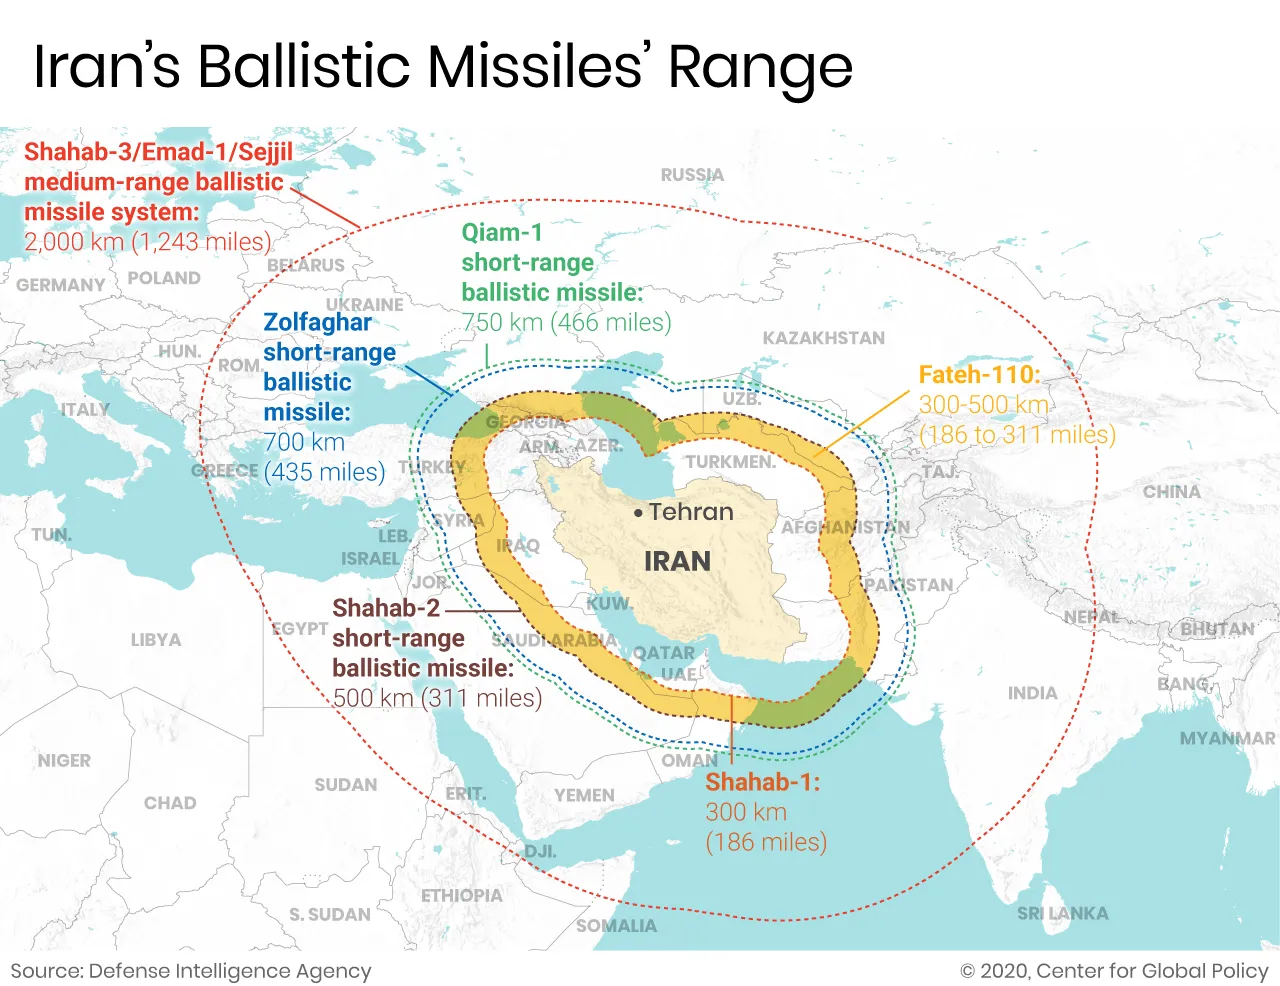 Iran's Ballistic Missiles' Range
Shahab-3/Emad-1/Sejjil
medium-range ballistic
missile system:
2,000 km (1,243 miles)
RUSSIA
Qiam-1
short-range
ballistic missile:
750 km (466 miles)
GERMANY
POLAND
BELARUS
UKRAINE
Zolfaghar
short-range
ballistic
missile:
700 km
(435 miles)
KAZAKHSTAN
HUN.
ROM.
Fateh-110:
300-500 km
(186 to 311 miles)
UZB.
ITALY
GEORGIA
ARM.
AZER.
TURKMEN.
TAJ.
GREECE
TURKEY
CHINA
Tehran
SYRIA
AFGHANISTAN
TUN.
LEB.
ISRAEL
IRAQ
IRAN
JOR.
PAKISTAN
KUW.
Shahab-2
short-range
ballistic missile:
500 km (311 miles)
NEPAL
BHUTAN
LIBYA
EGYPT
SAUDI ARABIA
QATAR
UAE
INDIA
BANG.
MYANMAR
NIGER
OMAN
Shahab-1:
300 km
(186 miles)
CHAD
SUDAN
ERIT.
YEMEN
DJI.
ETHIOPIA
S. SUDAN
SOMALIA
SRI LANKA
Source: Defense Intelligence Agency
© 2020, Center for Global Policy